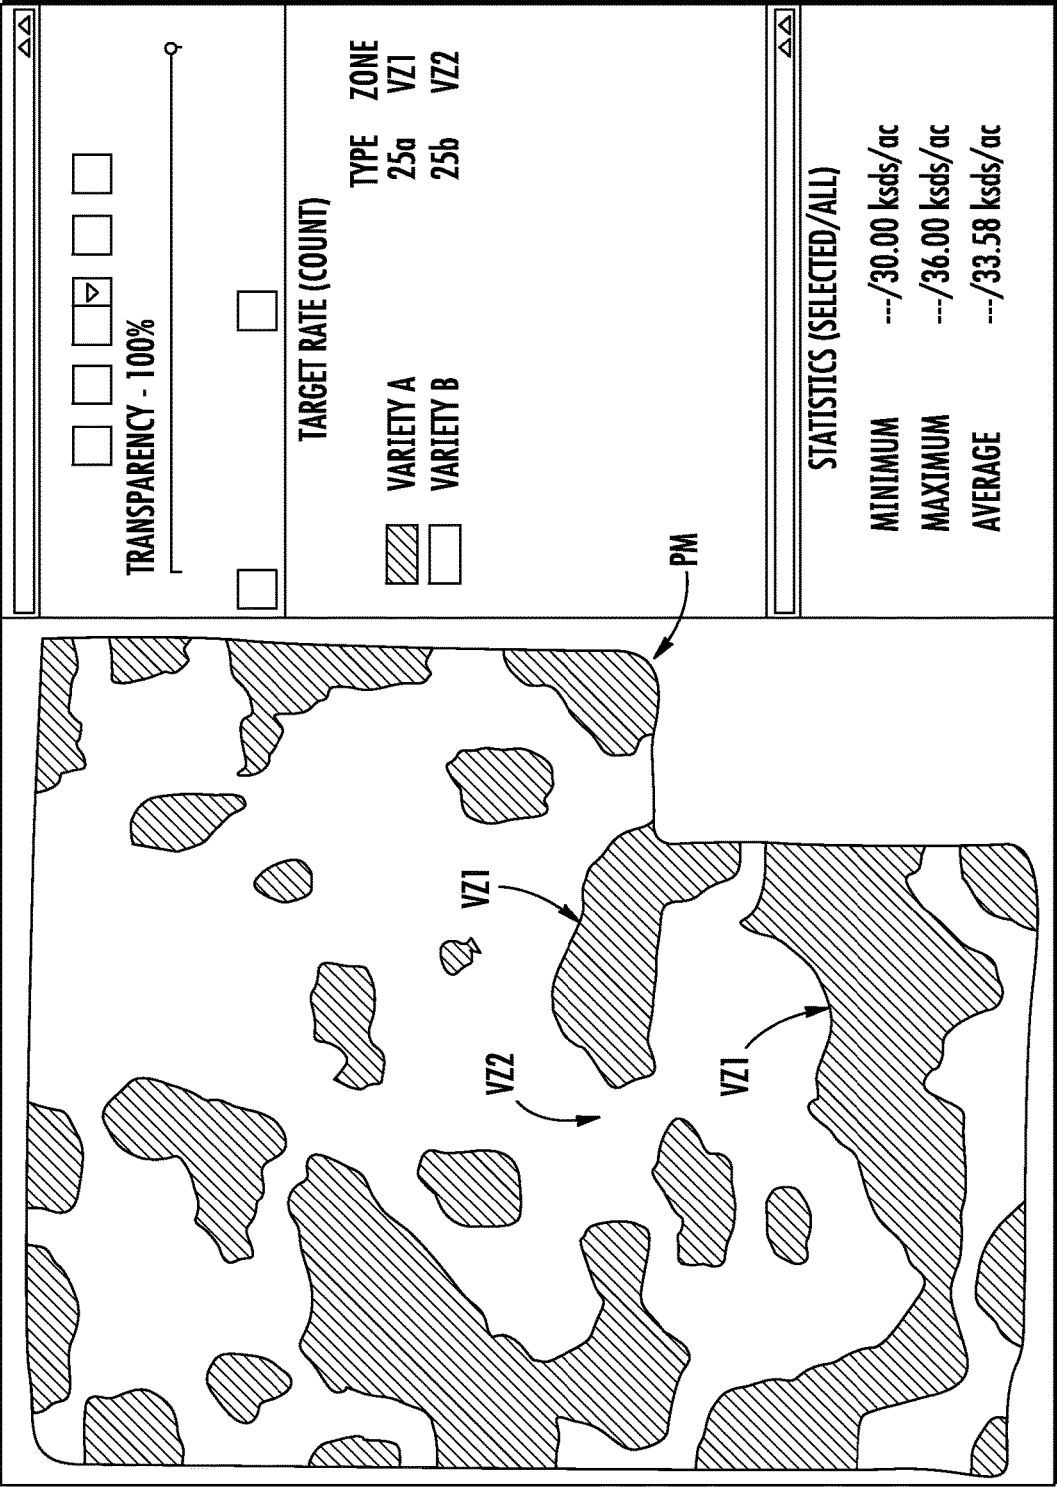 TRANSPARENCY - 100%
TARGET RATE (COUNT)
TYPE ZONE
VARIETY A 25a VZ1
VARIETY B 25b VZ2
STATISTICS (SELECTED/ALL)
MINIMUM ---/30.00 ksds/ac
MAXIMUM ---/36.00 ksds/ac
AVERAGE ---/33.58 ksds/ac
PM
VZ1
VZ2
VZ1